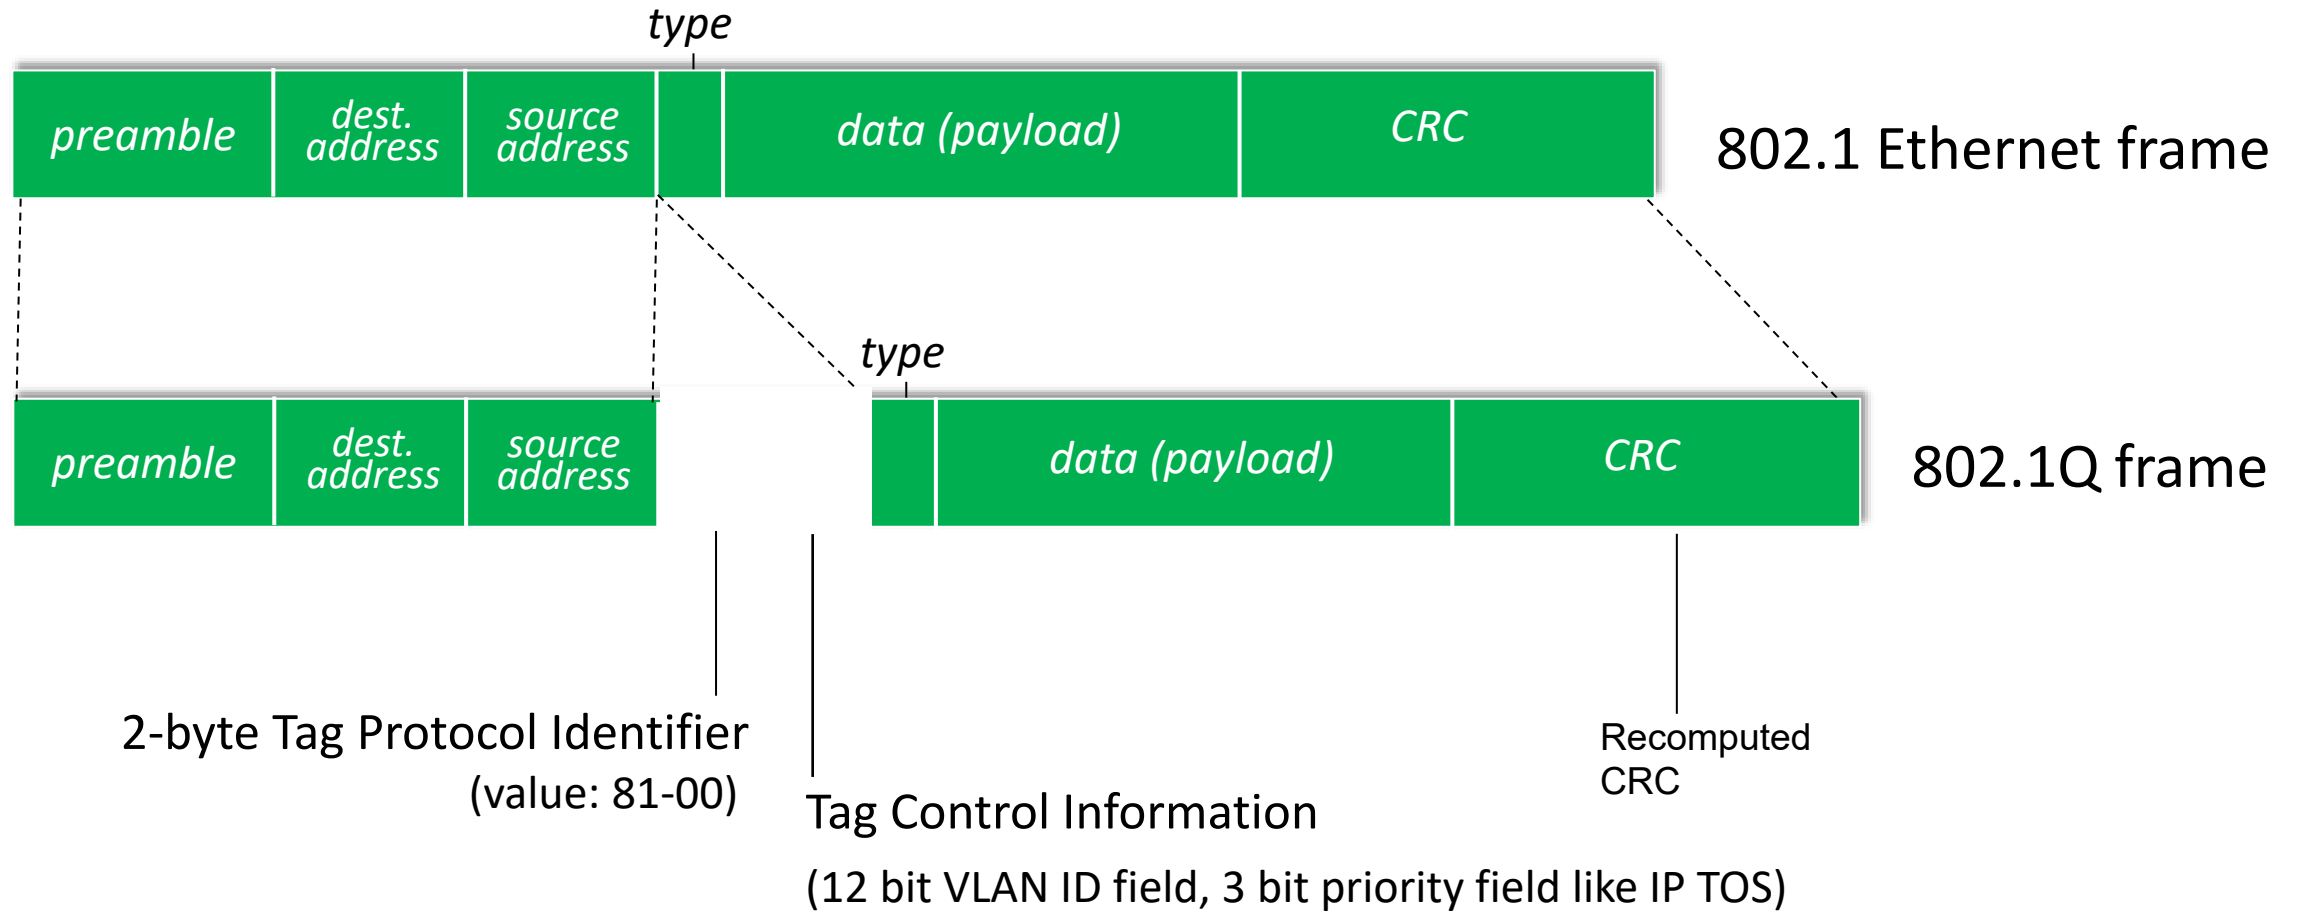 type
preamble
dest.
address
source
address
data (payload)
CRC
802.1 Ethernet frame
type
preamble
dest.
address
source
address
data (payload)
CRC
802.1Q frame
2-byte Tag Protocol Identifier
(value: 81-00)
Tag Control Information
(12 bit VLAN ID field, 3 bit priority field like IP TOS)
Recomputed
CRC